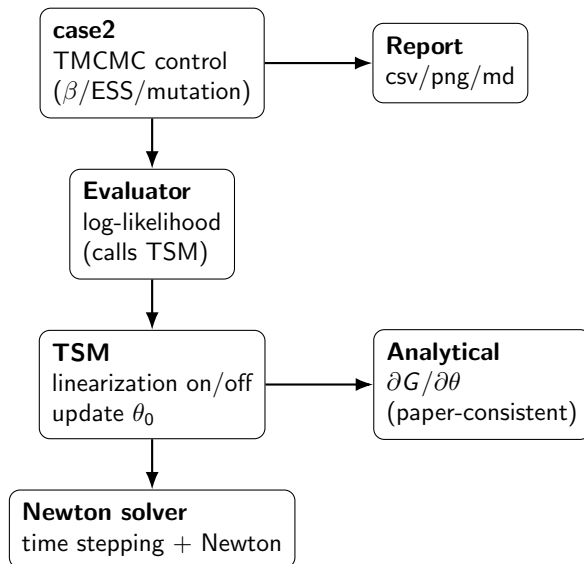 case2
TMCMC control
(β/ESS/mutation)
Report
csv/png/md
Evaluator
log-likelihood
(calls TSM)
TSM
linearization on/off
update θ₀
Analytical
∂G/∂θ
(paper-consistent)
Newton solver
time stepping + Newton